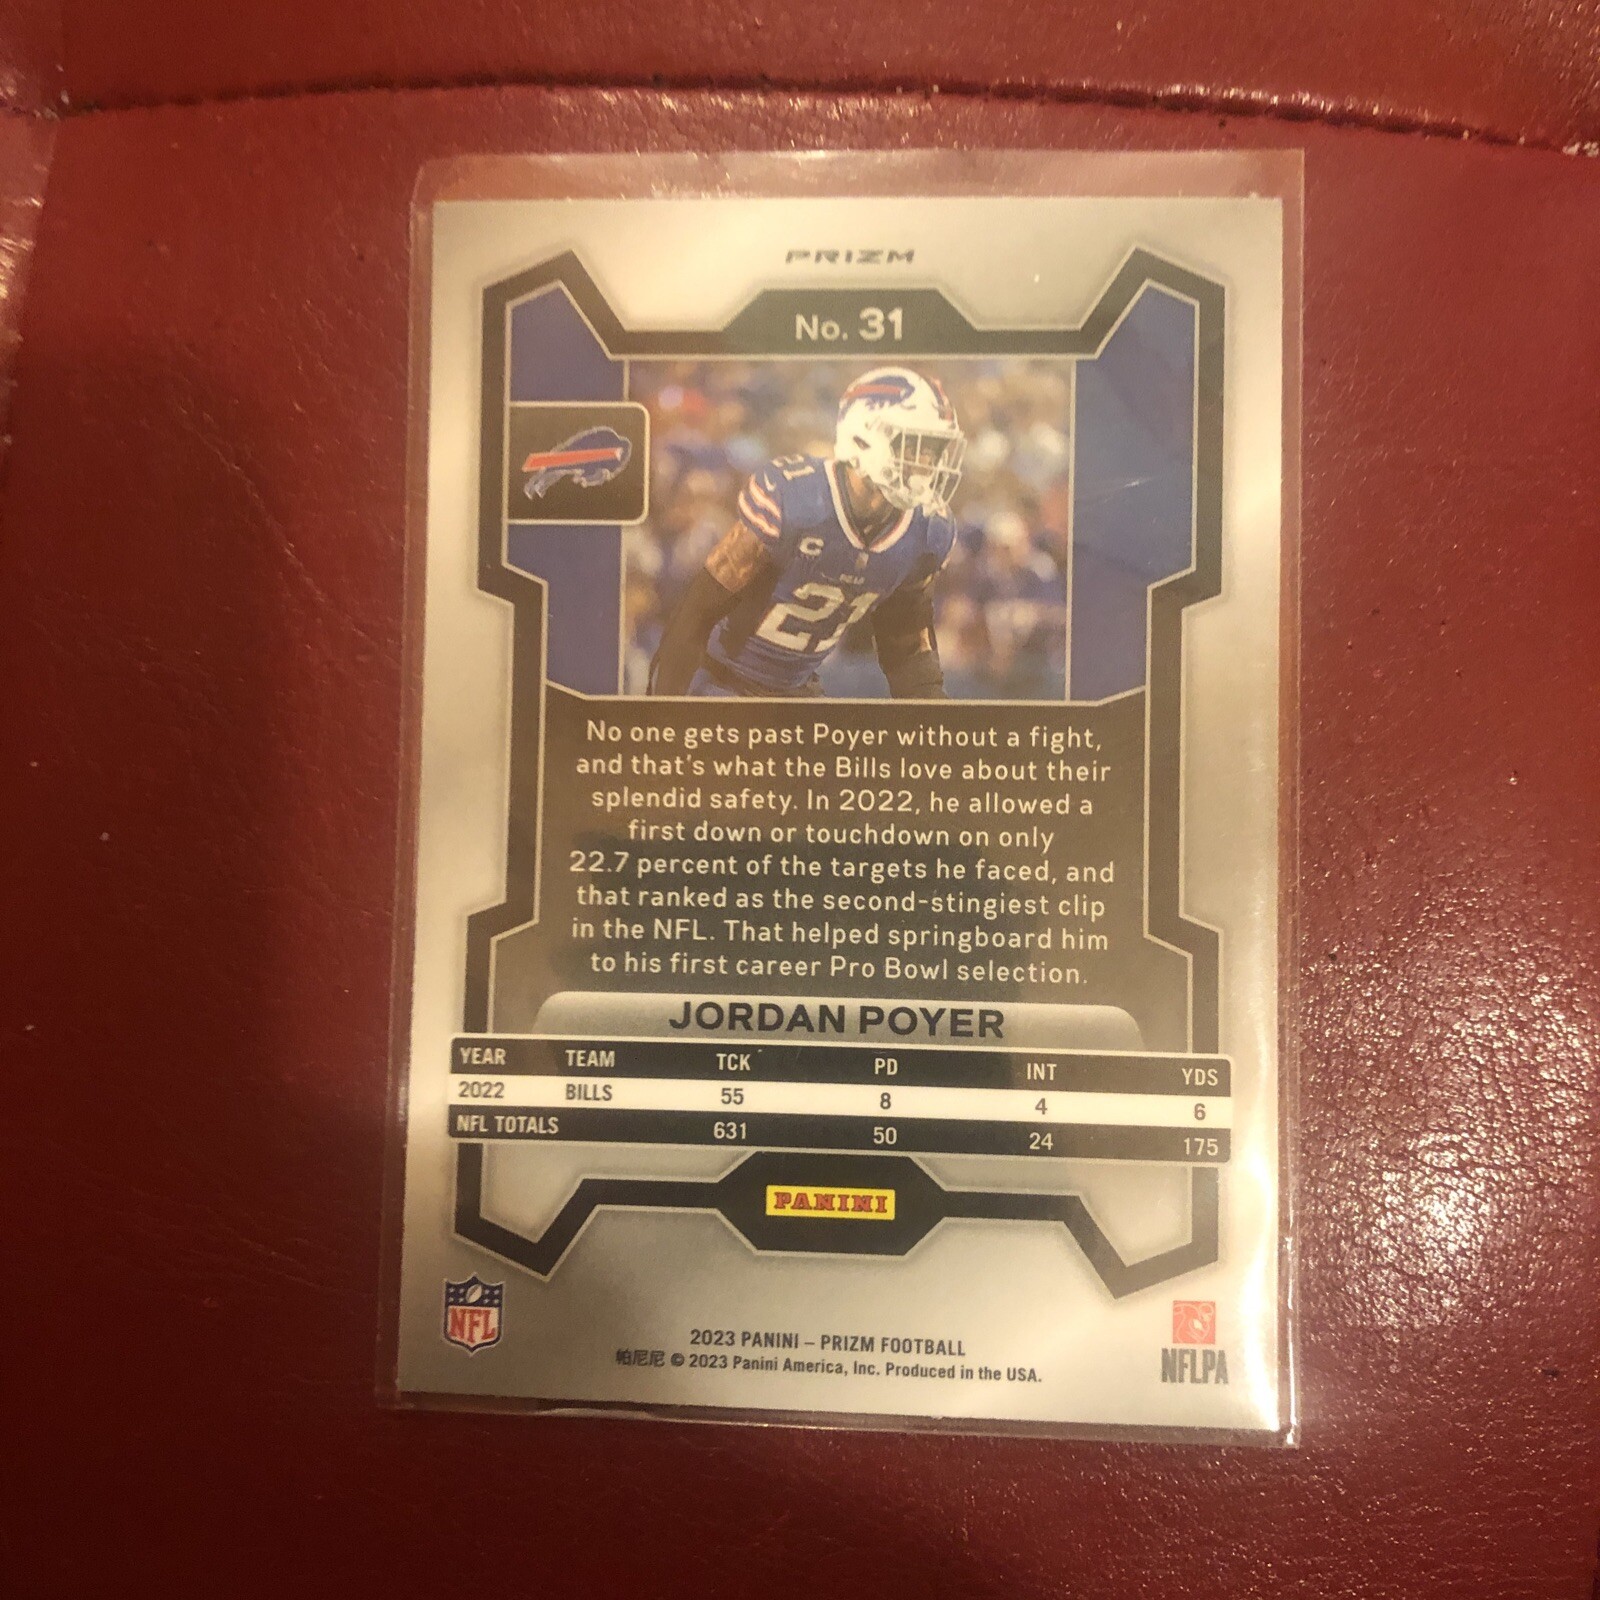 PRIZM
No. 31
21
C
21
No one gets past Poyer without a fight,
and that's what the Bills love about their
splendid safety. In 2022, he allowed a
first down or touchdown on only
22.7 percent of the targets he faced, and
that ranked as the second-stingiest clip
in the NFL. That helped springboard him
to his first career Pro Bowl selection.
JORDAN POYER
YEAR TEAM TCK PD INT YDS
2022 BILLS 55 8 4 6
NFL TOTALS 631 50 24 175
PANINI
NFL
2023 PANINI – PRIZM FOOTBALL
帕尼尼 © 2023 Panini America, Inc. Produced in the USA.
NFLPA